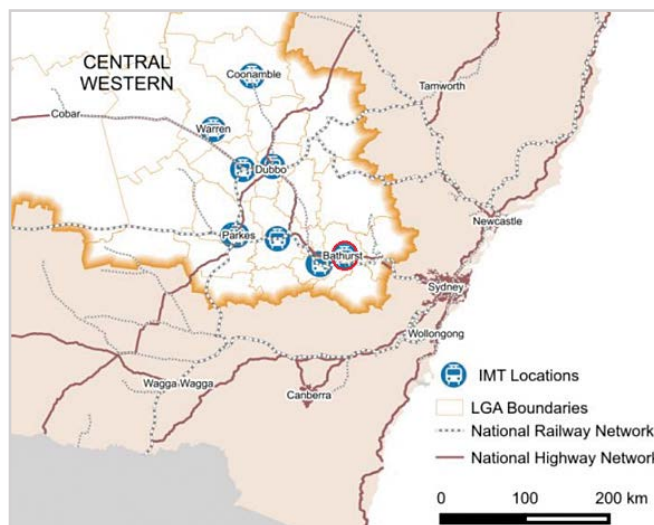 CENTRAL
WESTERN
Coonamble
Tamworth
Cobar
Warren
Dubbo
Newcastle
Parkes
Bathurst
Sydney
Wollongong
Wagga Wagga
Canberra
IMT Locations
LGA Boundaries
National Railway Network
National Highway Network
0 100 200 km